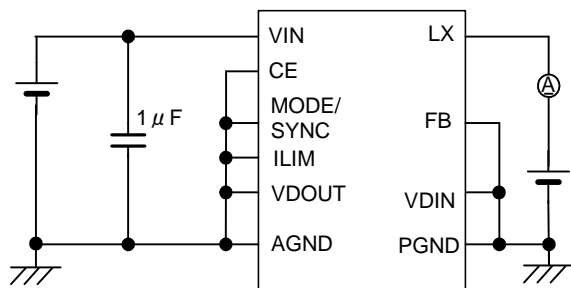 VIN
CE
MODE/
SYNC
ILIM
VDOUT
AGND
LX
FB
VDIN
PGND
1μF
A